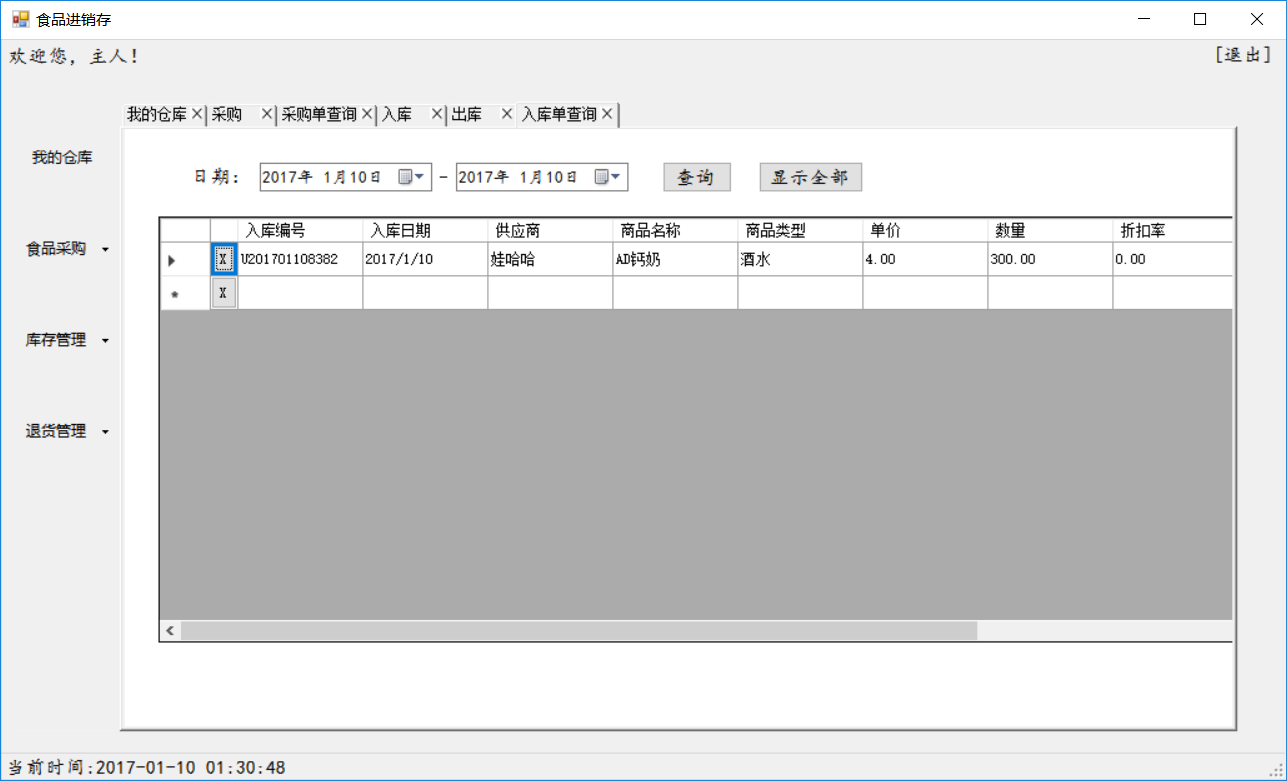 食品进销存
欢迎您，主人！ [退出]
我的仓库 采购 采购单查询 入库 出库 入库单查询
我的仓库
日期： 2017年 1月10日 - 2017年 1月10日 查询 显示全部
入库编号 入库日期 供应商 商品名称 商品类型 单价 数量 折扣率
食品采购
X U201701108382 2017/1/10 娃哈哈 AD钙奶 酒水 4.00 300.00 0.00
X
库存管理
退货管理
当前时间:2017-01-10 01:30:48